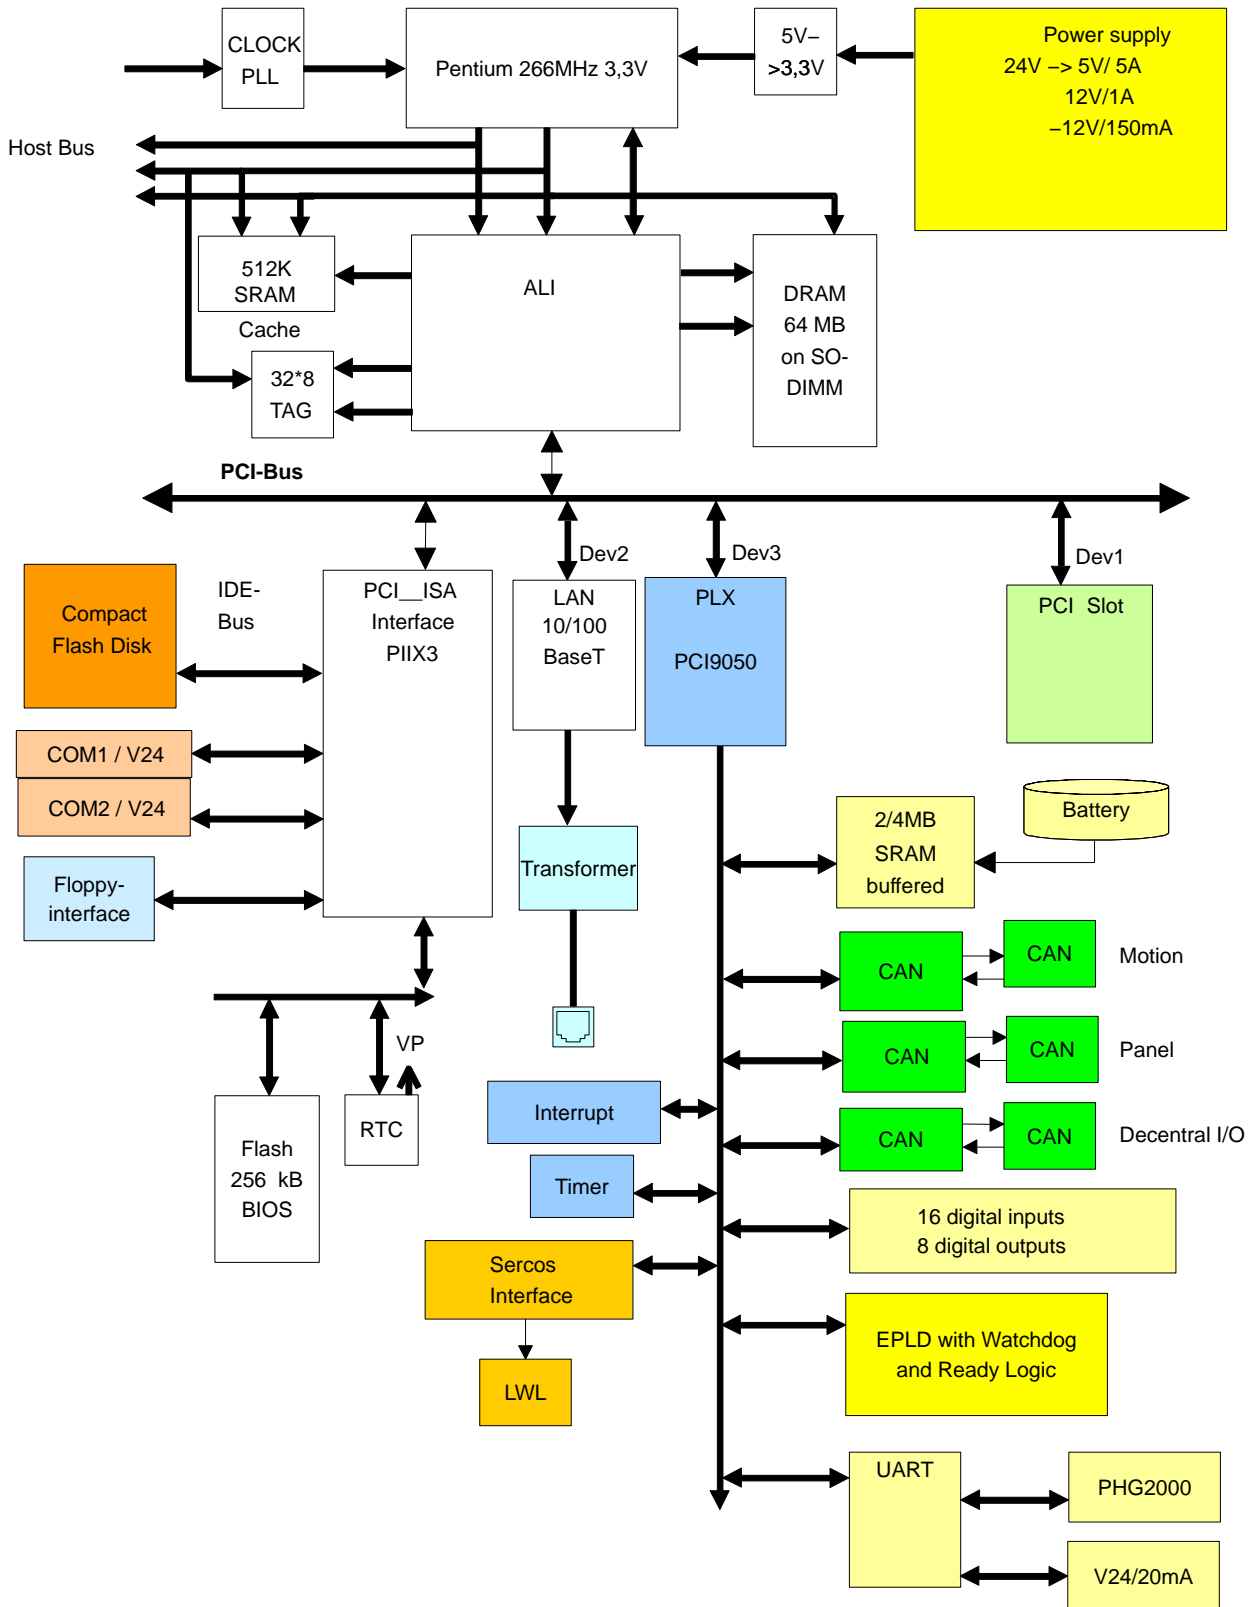 CLOCK
PLL
Pentium 266MHz 3,3V
5V–
>3,3V
Power supply
24V –> 5V/ 5A
12V/1A
–12V/150mA
Host Bus
512K
SRAM
Cache
32*8
TAG
ALI
DRAM
64 MB
on SO-
DIMM
PCI-Bus
Dev2
Dev3
Dev1
Compact
Flash Disk
IDE-
Bus
PCI__ISA
Interface
PIIX3
LAN
10/100
BaseT
PLX
PCI9050
PCI Slot
COM1 / V24
COM2 / V24
Floppy-
interface
Transformer
2/4MB
SRAM
buffered
Battery
CAN
CAN
Motion
CAN
CAN
Panel
CAN
CAN
Decentral I/O
VP
RTC
Flash
256 kB
BIOS
Interrupt
Timer
Sercos
Interface
LWL
16 digital inputs
8 digital outputs
EPLD with Watchdog
and Ready Logic
UART
PHG2000
V24/20mA